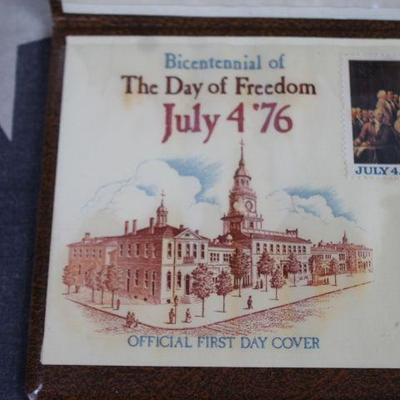 Bicentennial of
The Day of Freedom
July 4 '76
JULY 4,
OFFICIAL FIRST DAY COVER